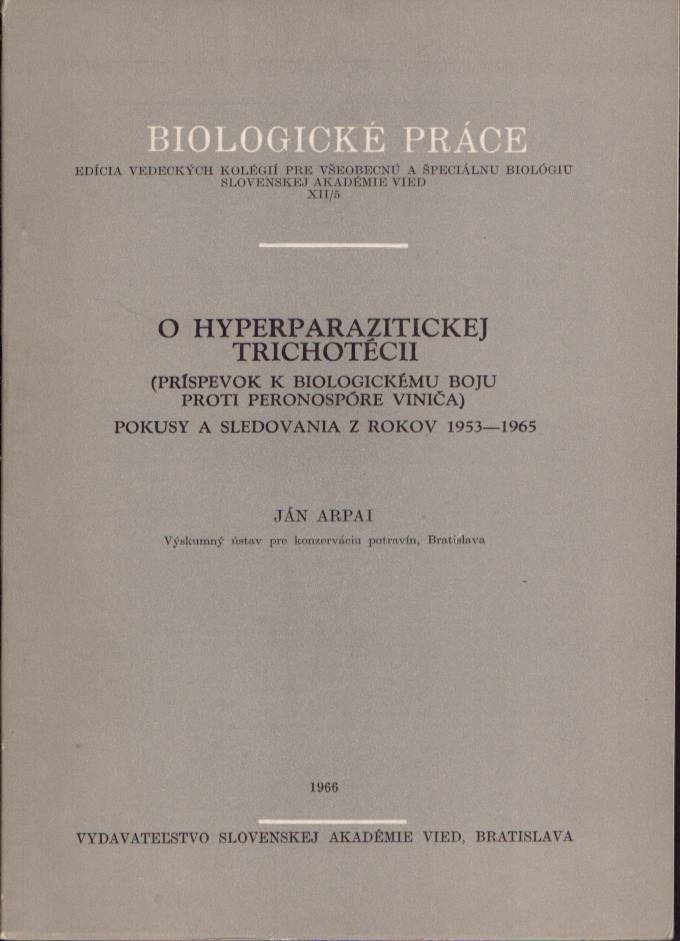 BIOLOGICKÉ PRÁCE
EDÍCIA VEDECKÝCH KOLÉGIÍ PRE VŠEOBECNÚ A ŠPECIÁLNU BIOLÓGIU
SLOVENSKEJ AKADÉMIE VIED
XII/5
O HYPERPARAZITICKEJ
TRICHOTÉCII
(PRÍSPEVOK K BIOLOGICKÉMU BOJU
PROTI PERONOSPÓRE VINIČA)
POKUSY A SLEDOVANIA Z ROKOV 1953—1965
JÁN ARPAI
Výskumný ústav pre konzerváciu potravín, Bratislava
1966
VYDAVATEĽSTVO SLOVENSKEJ AKADÉMIE VIED, BRATISLAVA